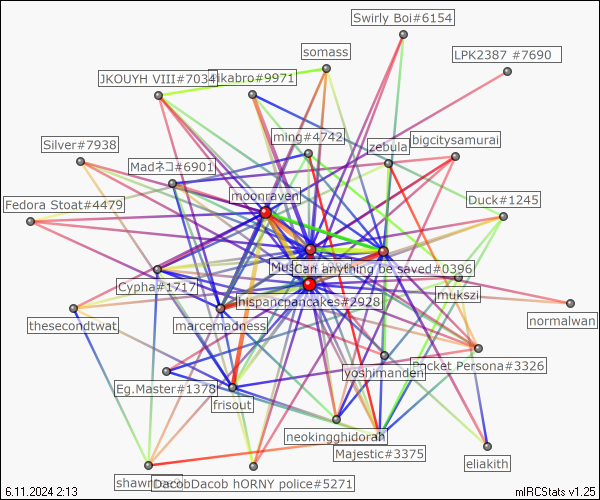 Swirly Boi#6154
LPK2387 #7690
somass
JKOUYH VIII#7034
ikabro#9971
ming#4742
zebula
bigcitysamurai
Silver#7938
Madネコ#6901
moonraven
Duck#1245
Fedora Stoat#4479
Can anything be saved#0396
Cypha#1717
hispancpancakes#2928
mukszi
thesecondtwat
marcemadness
normalwan
yoshimanden
Rocket Persona#3326
Eg.Master#1378
frisout
neokingghidorah
Majestic#3375
eliakith
DacobDacob hORNY police#5271
6.11.2024 2:13
mIRCStats v1.25